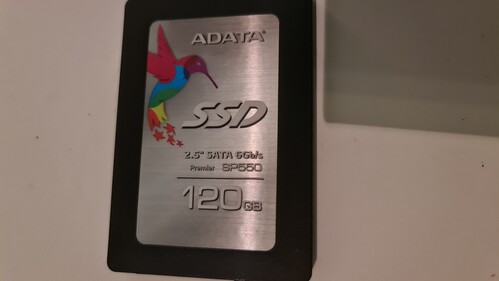 ADATA
SSD
2.5" SATA 6Gb/s
Premier SP550
120GB